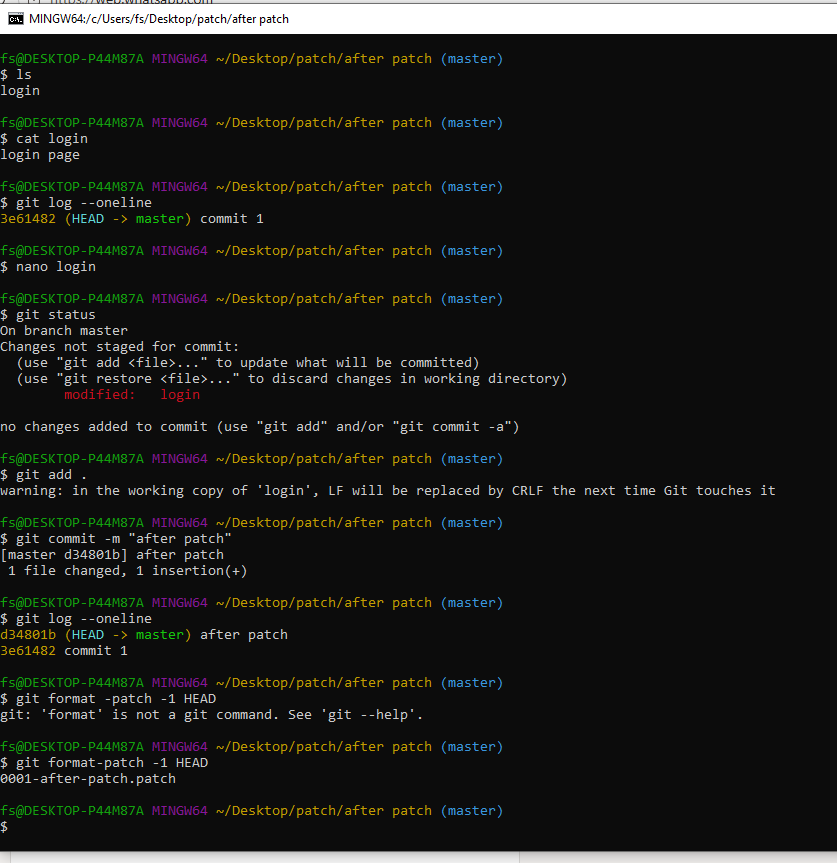 https://web.whatsapp.com
MINGW64:/c/Users/fs/Desktop/patch/after patch
fs@DESKTOP-P44M87A MINGW64 ~/Desktop/patch/after patch (master)
$ ls
login
fs@DESKTOP-P44M87A MINGW64 ~/Desktop/patch/after patch (master)
$ cat login
login page
fs@DESKTOP-P44M87A MINGW64 ~/Desktop/patch/after patch (master)
$ git log --oneline
3e61482 (HEAD -> master) commit 1
fs@DESKTOP-P44M87A MINGW64 ~/Desktop/patch/after patch (master)
$ nano login
fs@DESKTOP-P44M87A MINGW64 ~/Desktop/patch/after patch (master)
$ git status
On branch master
Changes not staged for commit:
  (use "git add <file>..." to update what will be committed)
  (use "git restore <file>..." to discard changes in working directory)
        modified:   login
no changes added to commit (use "git add" and/or "git commit -a")
fs@DESKTOP-P44M87A MINGW64 ~/Desktop/patch/after patch (master)
$ git add .
warning: in the working copy of 'login', LF will be replaced by CRLF the next time Git touches it
fs@DESKTOP-P44M87A MINGW64 ~/Desktop/patch/after patch (master)
$ git commit -m "after patch"
[master d34801b] after patch
 1 file changed, 1 insertion(+)
fs@DESKTOP-P44M87A MINGW64 ~/Desktop/patch/after patch (master)
$ git log --oneline
d34801b (HEAD -> master) after patch
3e61482 commit 1
fs@DESKTOP-P44M87A MINGW64 ~/Desktop/patch/after patch (master)
$ git format -patch -1 HEAD
git: 'format' is not a git command. See 'git --help'.
fs@DESKTOP-P44M87A MINGW64 ~/Desktop/patch/after patch (master)
$ git format-patch -1 HEAD
0001-after-patch.patch
fs@DESKTOP-P44M87A MINGW64 ~/Desktop/patch/after patch (master)
$